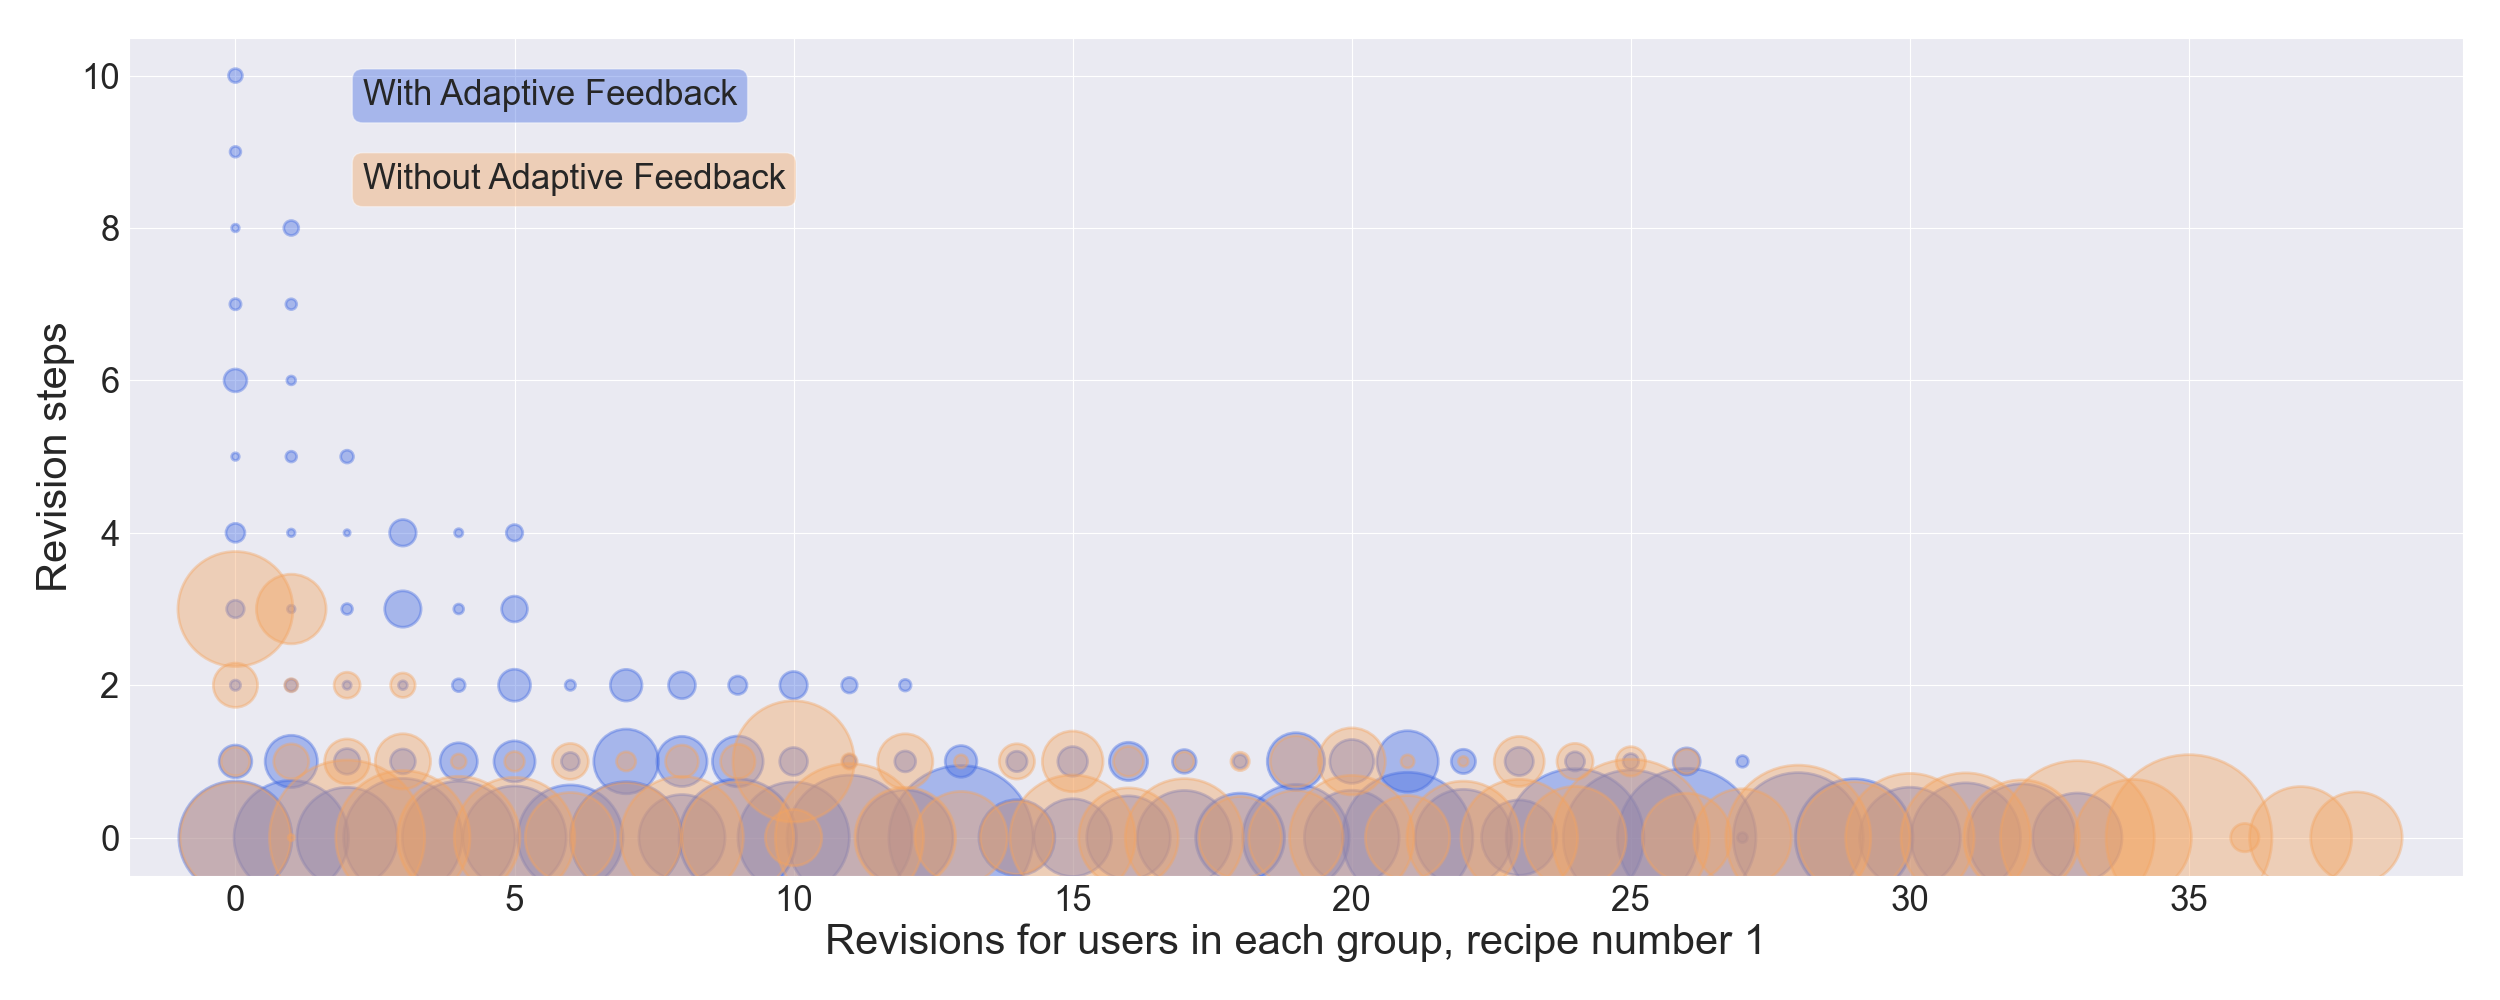 With Adaptive Feedback
Without Adaptive Feedback
Revision steps
10
8
6
4
2
0
0 5 10 15 20 25 30 35
Revisions for users in each group, recipe number 1